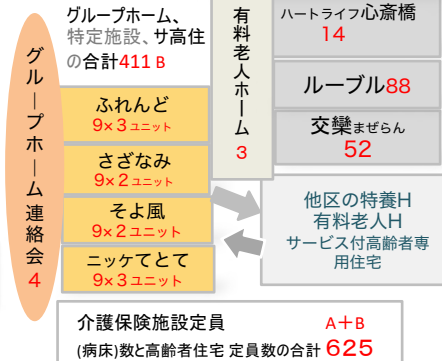 グループホーム連絡会
4
グループホーム、
特定施設、サ高住
の合計411 B
ふれんど
9×3ユニット
さざなみ
9×2ユニット
そよ風
9×2ユニット
ニッケてとて
9×3ユニット
有料老人ホーム
3
ハートライフ心斎橋
14
ルーブル88
交欒まぜらん
52
他区の特養H
有料老人H
サービス付高齢者専
用住宅
介護保険施設定員 A+B
(病床)数と高齢者住宅 定員数の合計 625